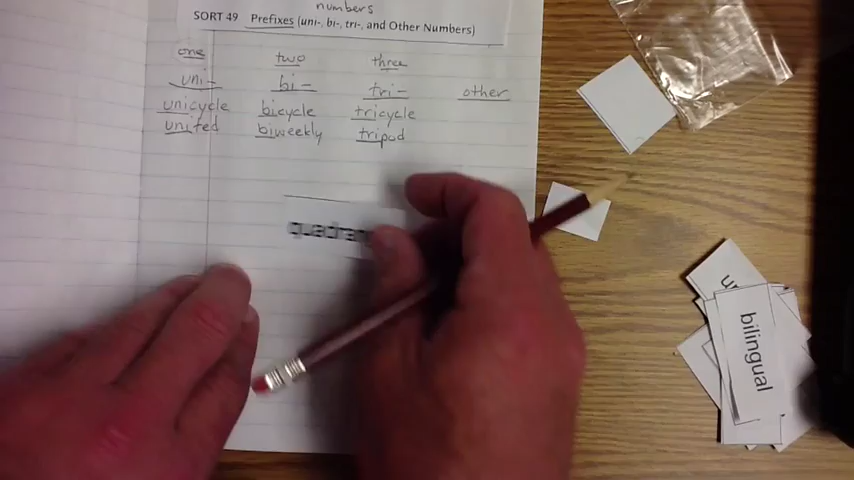 numbers
SORT 49 Prefixes (uni-, bi-, tri-, and Other Numbers)
one two three
uni- bi- tri- other
unicycle bicycle tricycle
united biweekly tripod
bilingual